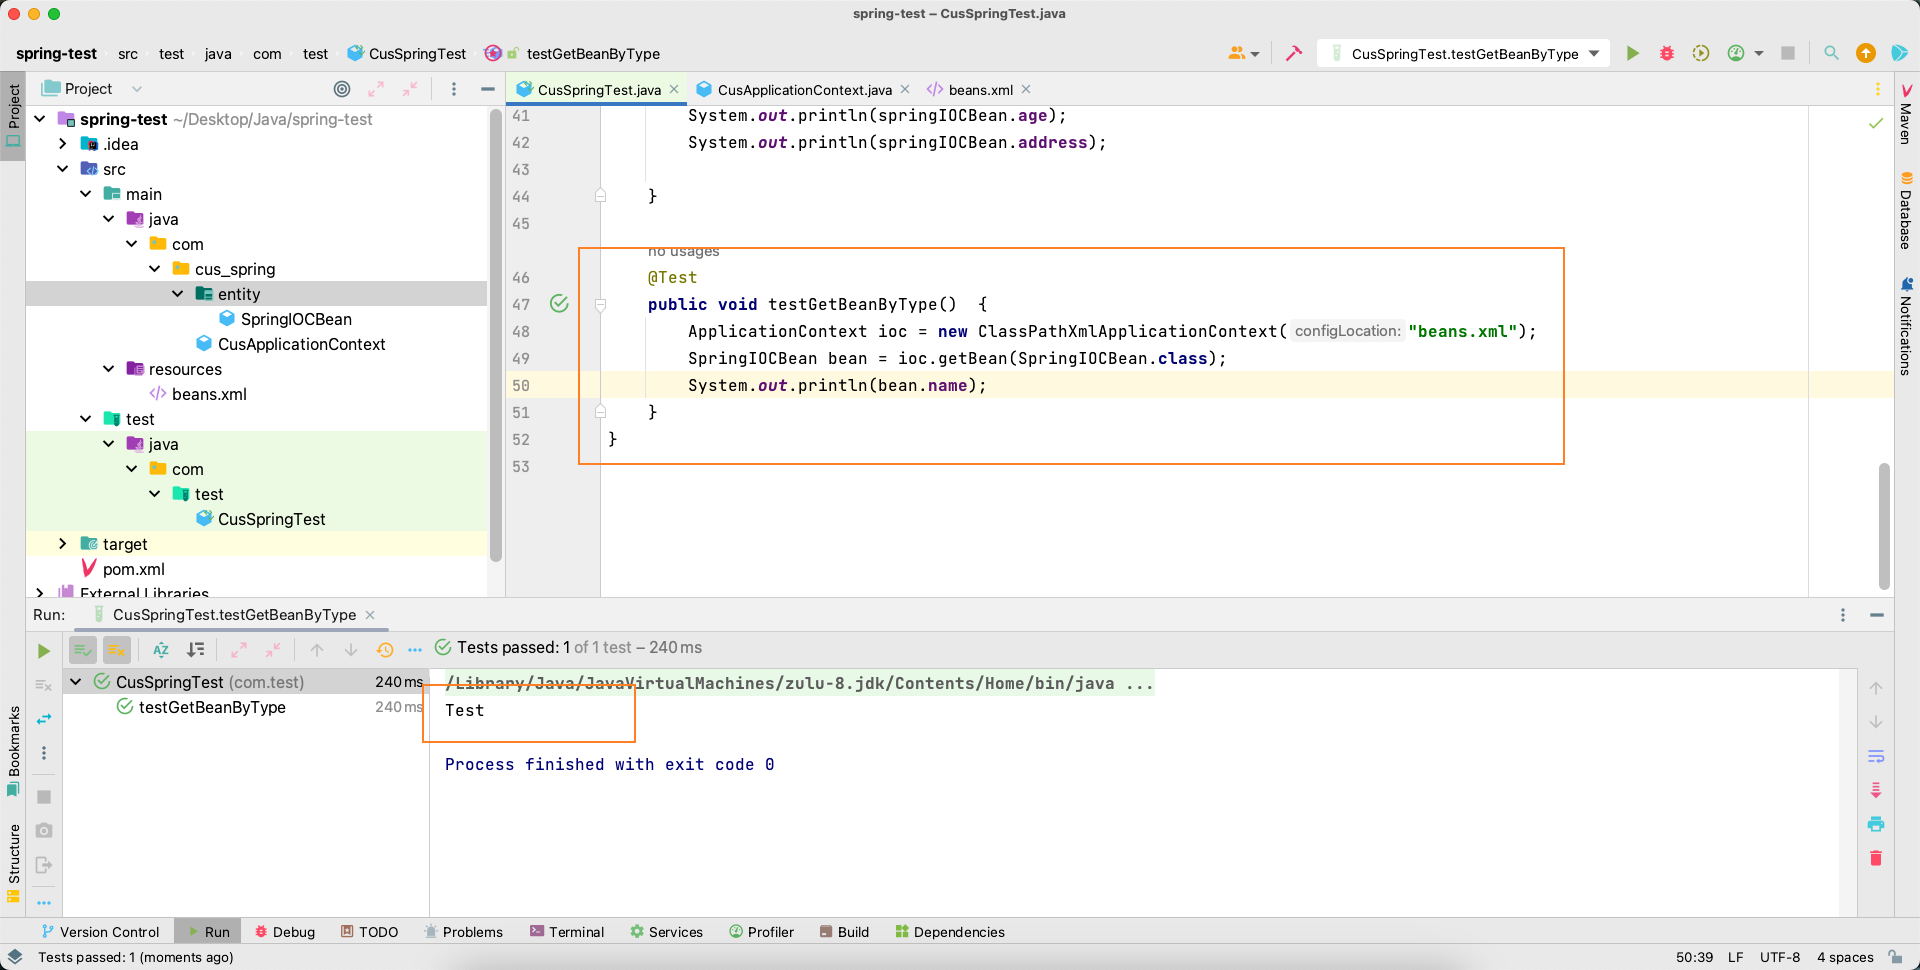 spring-test – CusSpringTest.java
spring-test src test java com test CusSpringTest testGetBeanByType
CusSpringTest.testGetBeanByType
Project
Project
CusSpringTest.java
CusApplicationContext.java
beans.xml
spring-test ~/Desktop/Java/spring-test
.idea
src
main
java
com
cus_spring
entity
SpringIOCBean
CusApplicationContext
resources
beans.xml
test
java
com
test
CusSpringTest
target
pom.xml
External Libraries
41 System.out.println(springIOCBean.age);
42 System.out.println(springIOCBean.address);
43
44 }
45
no usages
46 @Test
47 public void testGetBeanByType() {
48 ApplicationContext ioc = new ClassPathXmlApplicationContext( configLocation: "beans.xml");
49 SpringIOCBean bean = ioc.getBean(SpringIOCBean.class);
50 System.out.println(bean.name);
51 }
52 }
53
Maven
Database
Notifications
Run: CusSpringTest.testGetBeanByType
AZ
Tests passed: 1 of 1 test – 240 ms
CusSpringTest (com.test) 240 ms
testGetBeanByType 240 ms
/Library/Java/JavaVirtualMachines/zulu-8.jdk/Contents/Home/bin/java ...
Test
Process finished with exit code 0
Bookmarks
Structure
Version Control Run Debug TODO Problems Terminal Services Profiler Build Dependencies
Tests passed: 1 (moments ago)
50:39 LF UTF-8 4 spaces